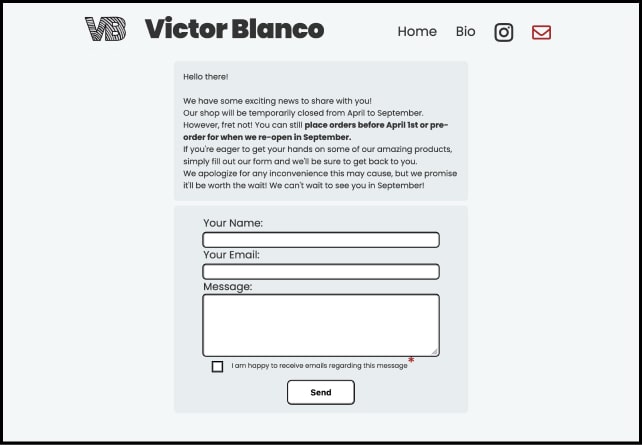 VB Victor Blanco Home Bio
Hello there!
We have some exciting news to share with you!
Our shop will be temporarily closed from April to September.
However, fret not! You can still place orders before April 1st or pre-
order for when we re-open in September.
If you're eager to get your hands on some of our amazing products,
simply fill out our form and we'll be sure to get back to you.
We apologize for any inconvenience this may cause, but we promise
it'll be worth the wait! We can't wait to see you in September!
Your Name:
Your Email:
Message:
I am happy to receive emails regarding this message*
Send